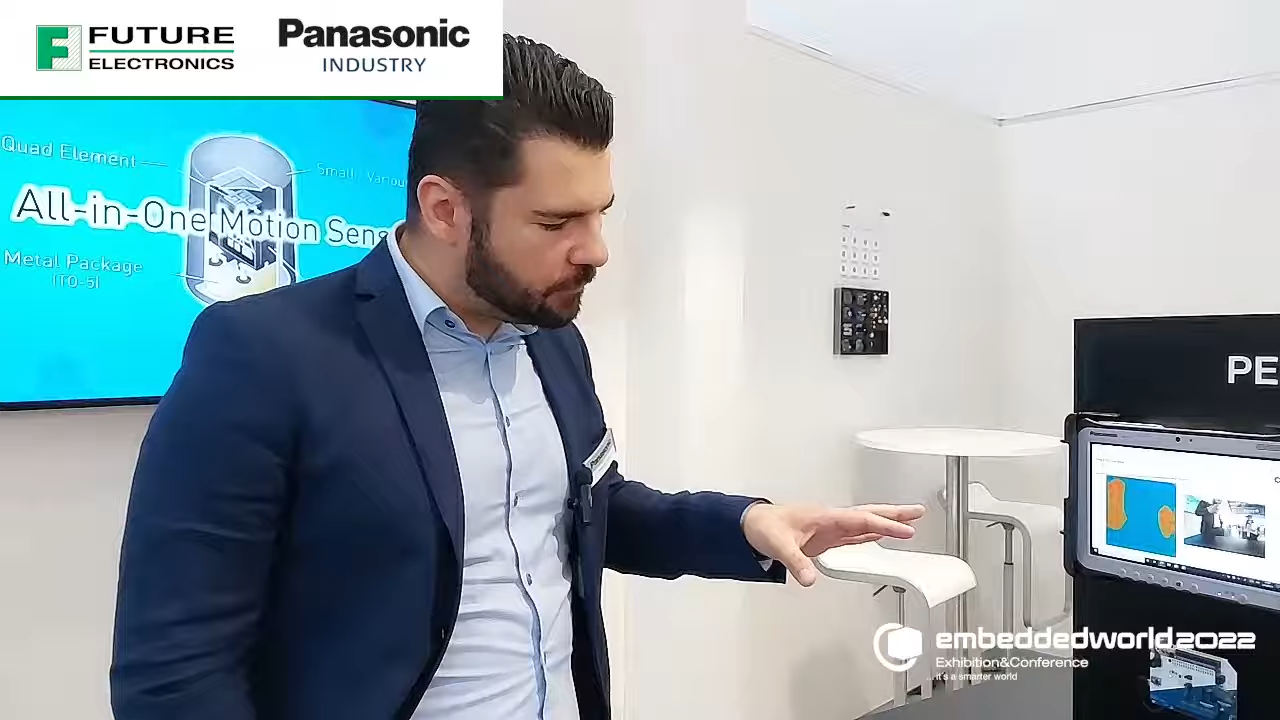 FUTURE
ELECTRONICS
Panasonic
INDUSTRY
Quad Element
Small
All-in-One Motion Sens
Metal Package
(TO-5)
PE
embeddedworld2022
Exhibition&Conference
...it's a smarter world